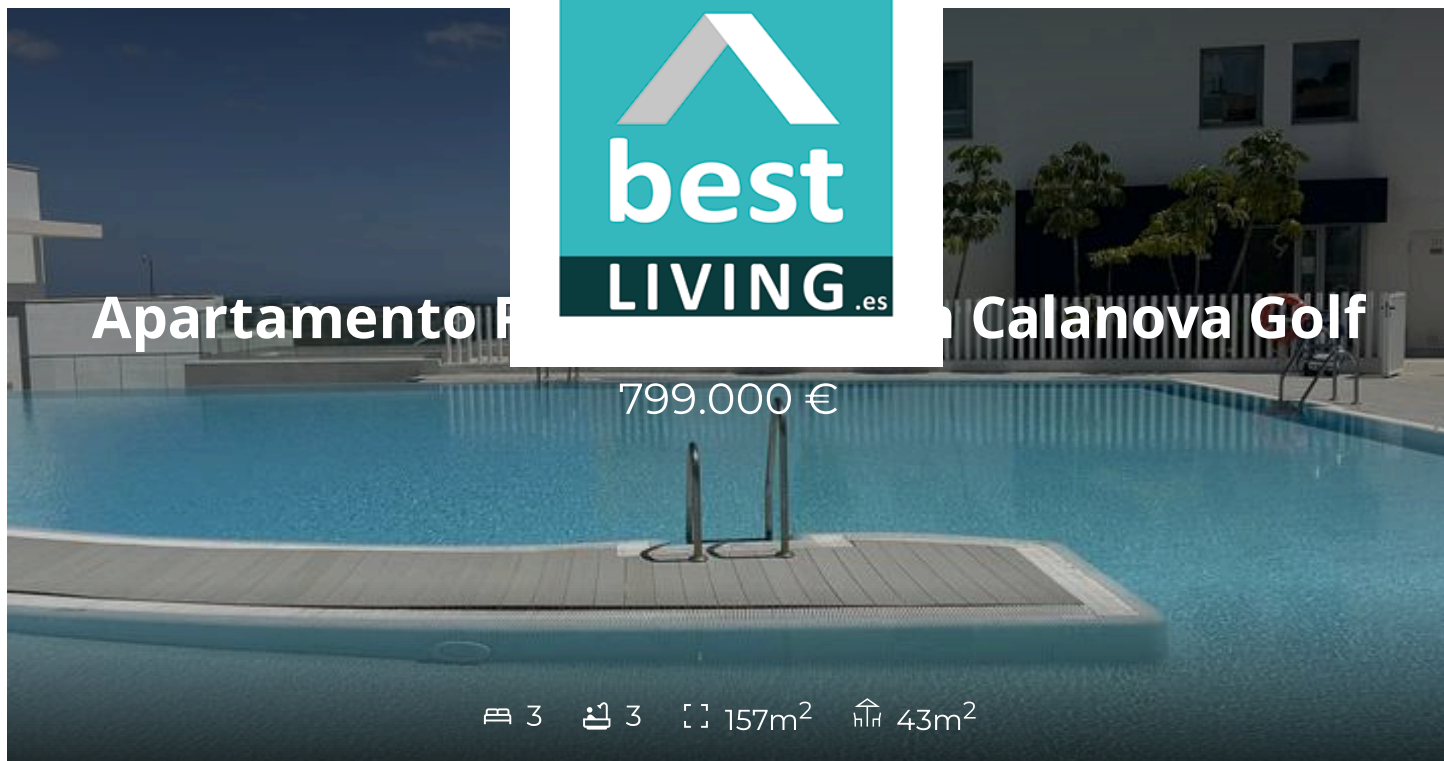 best
LIVING.es
Apartamento Calanova Golf
799.000 €
3 3 157m² 43m²